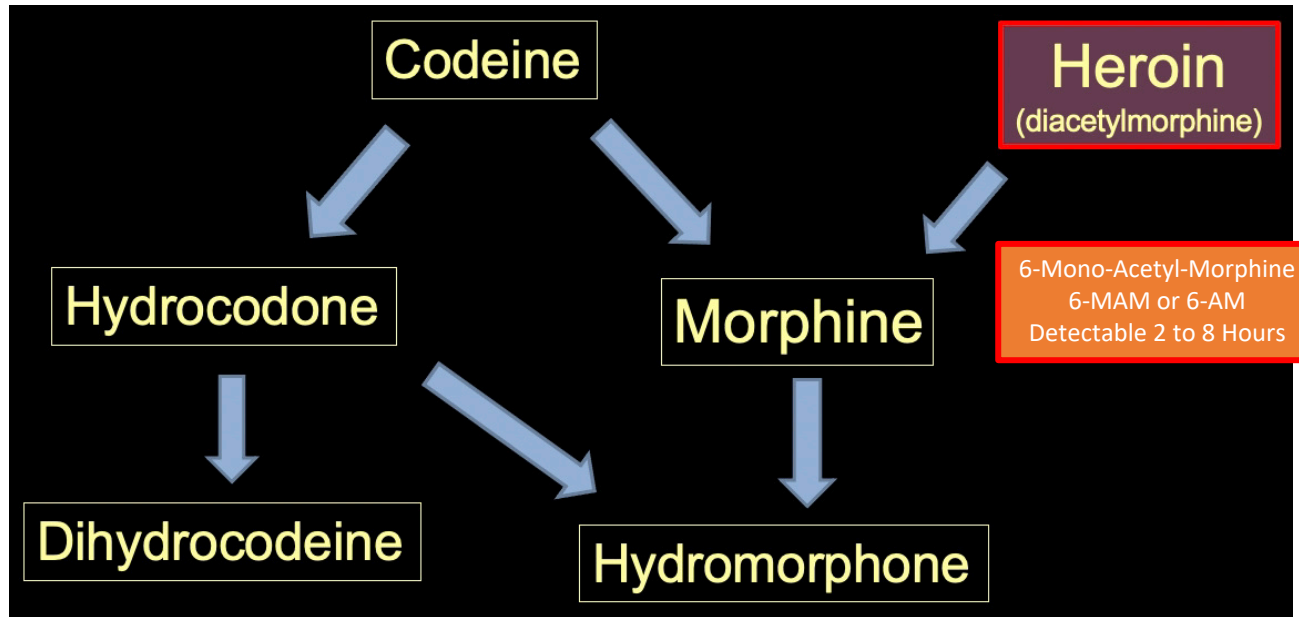 Codeine
Heroin
(diacetylmorphine)
Hydrocodone
Morphine
6-Mono-Acetyl-Morphine
6-MAM or 6-AM
Detectable 2 to 8 Hours
Dihydrocodeine
Hydromorphone